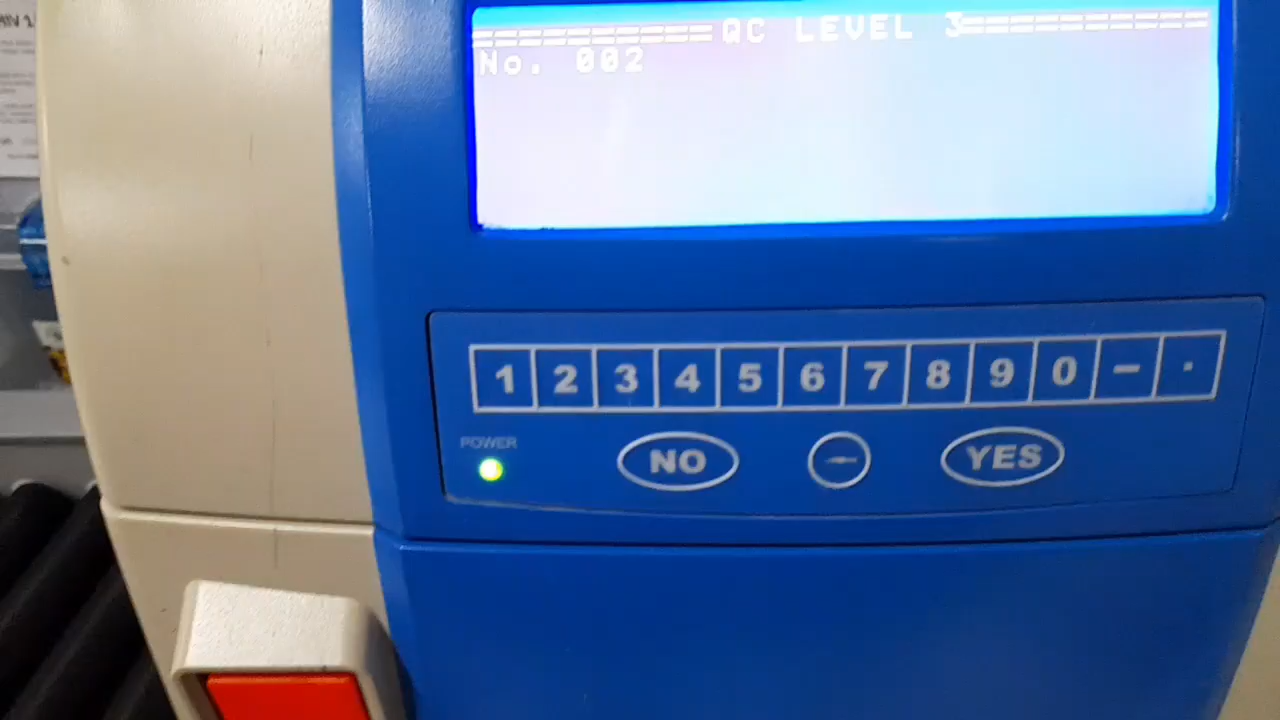 ========== QC LEVEL 3==========
No. 002
1 2 3 4 5 6 7 8 9 0 - .
POWER
NO ← YES